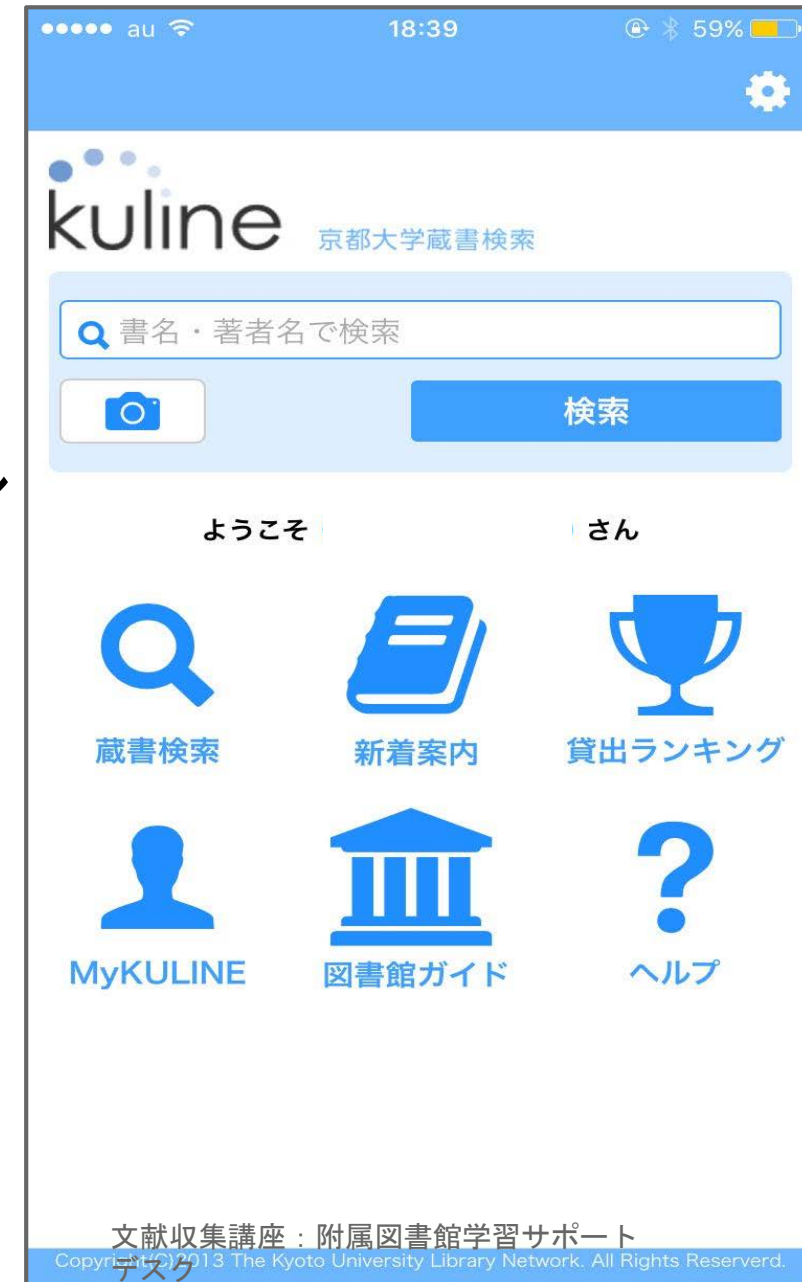 au 18:39 59%
kuline 京都大学蔵書検索
書名・著者名で検索
検索
ようこそ さん
蔵書検索 新着案内 貸出ランキング
MyKULINE 図書館ガイド ヘルプ
文献収集講座：附属図書館学習サポート
デスク
Copyright(C)2013 The Kyoto University Library Network. All Rights Reserverd.